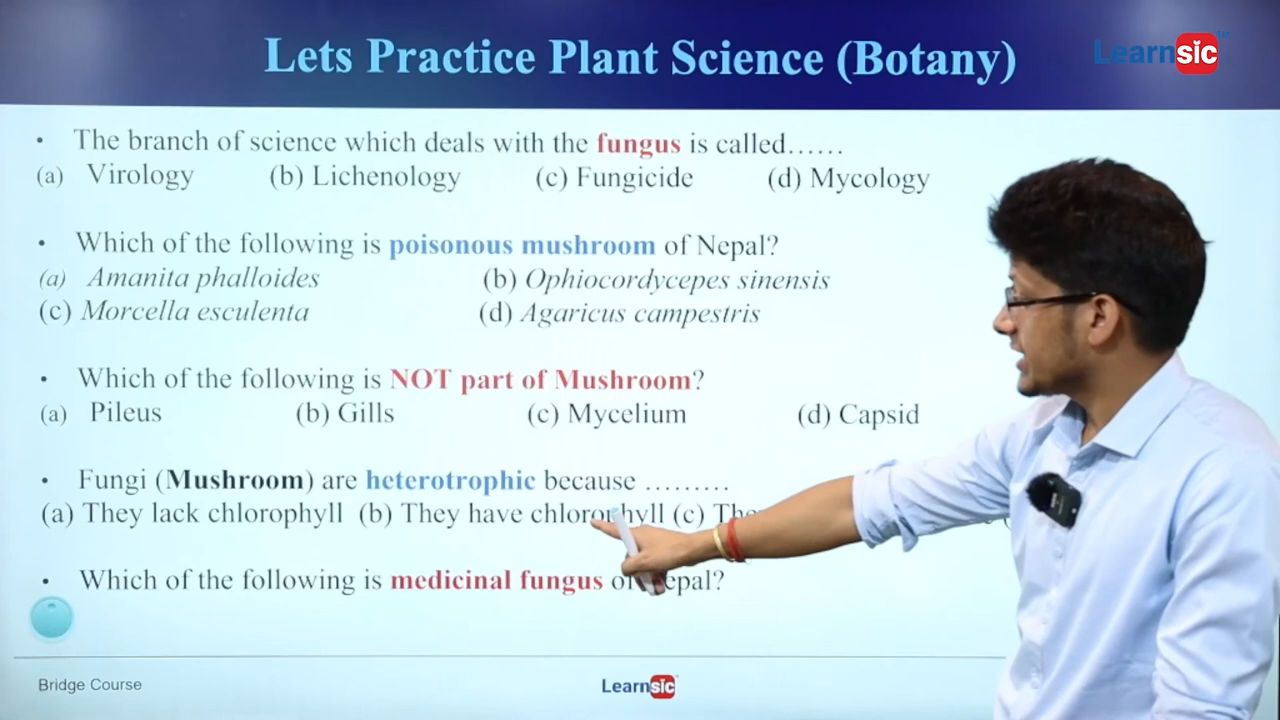 Lets Practice Plant Science (Botany)
Learnsic™
• The branch of science which deals with the fungus is called……
(a) Virology (b) Lichenology (c) Fungicide (d) Mycology
• Which of the following is poisonous mushroom of Nepal?
(a) Amanita phalloides (b) Ophiocordycepes sinensis
(c) Morcella esculenta (d) Agaricus campestris
• Which of the following is NOT part of Mushroom?
(a) Pileus (b) Gills (c) Mycelium (d) Capsid
• Fungi (Mushroom) are heterotrophic because ………
(a) They lack chlorophyll (b) They have chlorophyll (c)
• Which of the following is medicinal fungus of Nepal?
Bridge Course
Learnsic